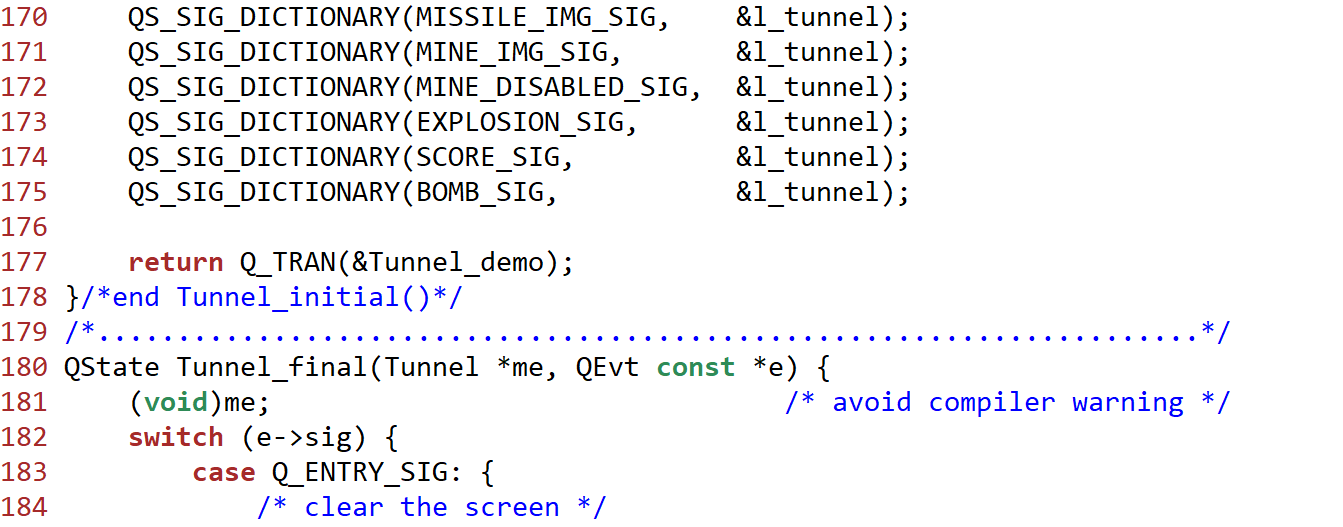 170     QS_SIG_DICTIONARY(MISSILE_IMG_SIG,    &l_tunnel);
171     QS_SIG_DICTIONARY(MINE_IMG_SIG,       &l_tunnel);
172     QS_SIG_DICTIONARY(MINE_DISABLED_SIG,  &l_tunnel);
173     QS_SIG_DICTIONARY(EXPLOSION_SIG,      &l_tunnel);
174     QS_SIG_DICTIONARY(SCORE_SIG,          &l_tunnel);
175     QS_SIG_DICTIONARY(BOMB_SIG,           &l_tunnel);
176
177     return Q_TRAN(&Tunnel_demo);
178 }/*end Tunnel_initial()*/
179 /*.....................................................................*/
180 QState Tunnel_final(Tunnel *me, QEvt const *e) {
181     (void)me;                                /* avoid compiler warning */
182     switch (e->sig) {
183         case Q_ENTRY_SIG: {
184             /* clear the screen */